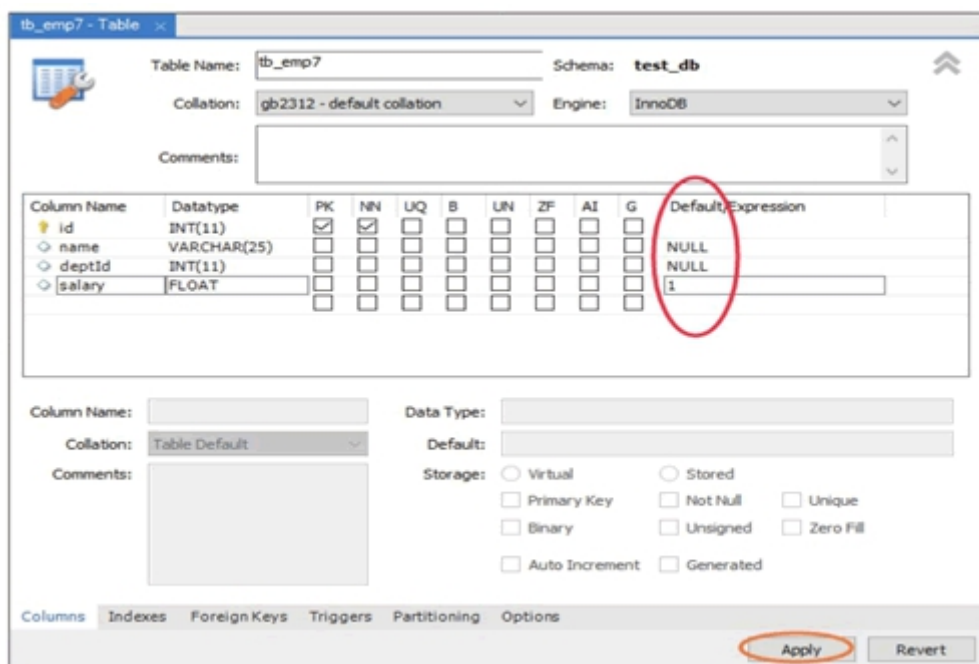 tb_emp7 - Table
Table Name: tb_emp7 Schema: test_db
Collation: gb2312 - default collation Engine: InnoDB
Comments:
Column Name Datatype PK NN UQ B UN ZF AI G Default/Expression
id INT(11)
name VARCHAR(25) NULL
deptId INT(11) NULL
salary FLOAT 1
Column Name: Data Type:
Collation: Table Default Default:
Comments: Storage: Virtual Stored
Primary Key Not Null Unique
Binary Unsigned Zero Fill
Auto Increment Generated
Columns Indexes Foreign Keys Triggers Partitioning Options
Apply Revert